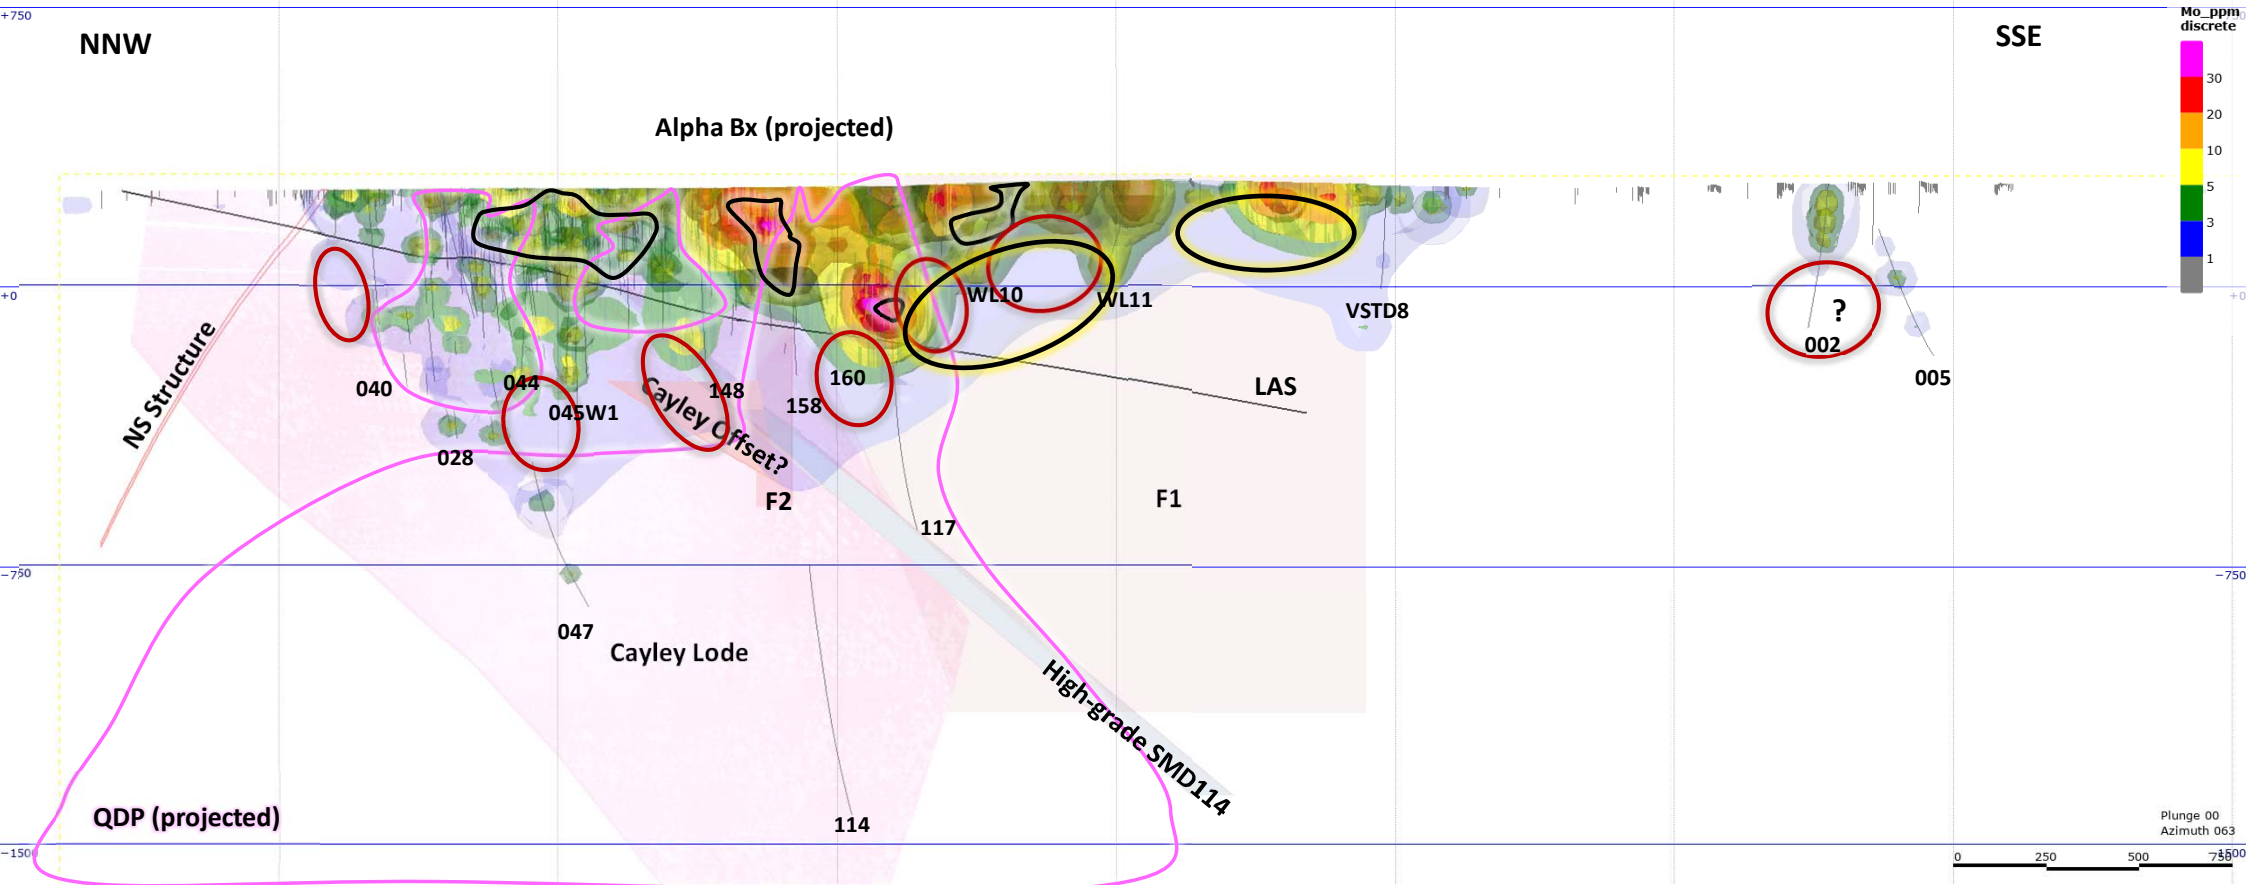 +750
NNW
SSE
Mo_ppm
discrete
30
20
10
5
3
1
Alpha Bx (projected)
+0
+0
WL10
WL11
VSTD8
?
002
005
NS Structure
040
044
045W1
148
158
160
LAS
Cayley Offset?
028
F2
F1
117
-750
-750
047
Cayley Lode
High-grade SMD114
QDP (projected)
114
Plunge 00
Azimuth 063
-1500
0
250
500